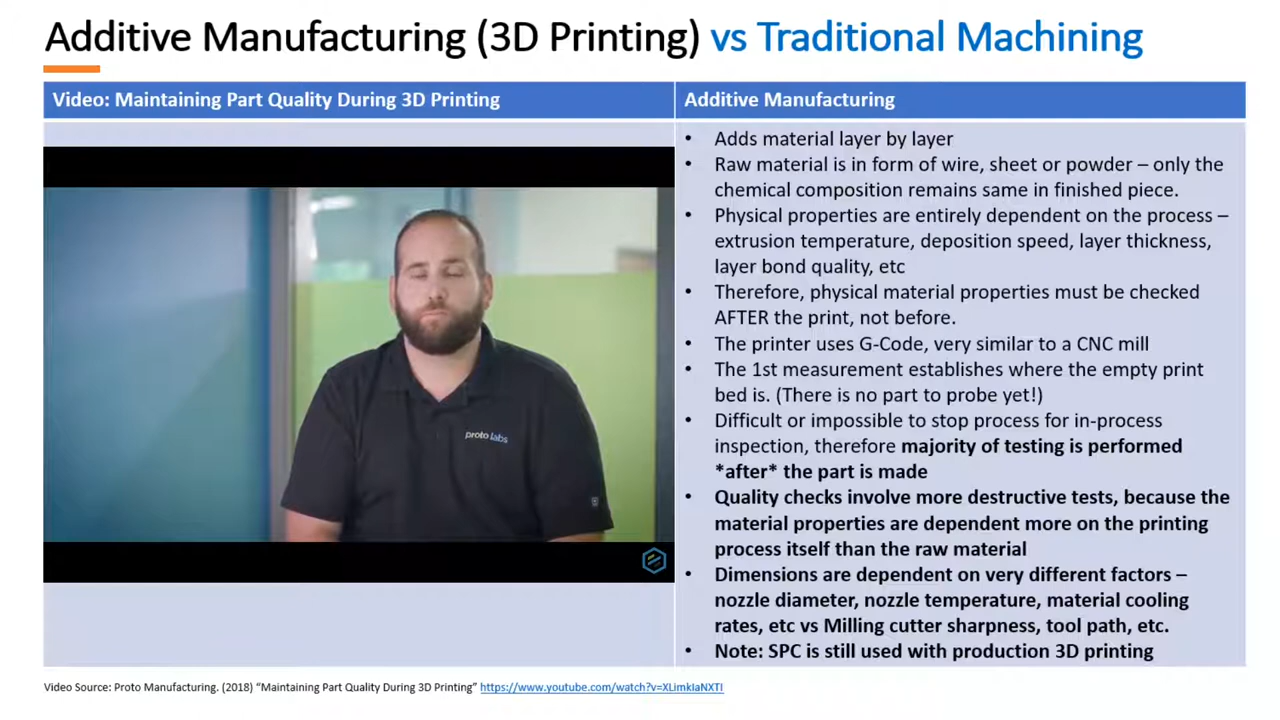 Additive Manufacturing (3D Printing) vs Traditional Machining
Video: Maintaining Part Quality During 3D Printing
proto labs
Additive Manufacturing
• Adds material layer by layer
• Raw material is in form of wire, sheet or powder – only the
chemical composition remains same in finished piece.
• Physical properties are entirely dependent on the process –
extrusion temperature, deposition speed, layer thickness,
layer bond quality, etc
• Therefore, physical material properties must be checked
AFTER the print, not before.
• The printer uses G-Code, very similar to a CNC mill
• The 1st measurement establishes where the empty print
bed is. (There is no part to probe yet!)
• Difficult or impossible to stop process for in-process
inspection, therefore majority of testing is performed
*after* the part is made
• Quality checks involve more destructive tests, because the
material properties are dependent more on the printing
process itself than the raw material
• Dimensions are dependent on very different factors –
nozzle diameter, nozzle temperature, material cooling
rates, etc vs Milling cutter sharpness, tool path, etc.
• Note: SPC is still used with production 3D printing
Video Source: Proto Manufacturing. (2018) “Maintaining Part Quality During 3D Printing” https://www.youtube.com/watch?v=XLimkIaNXTI